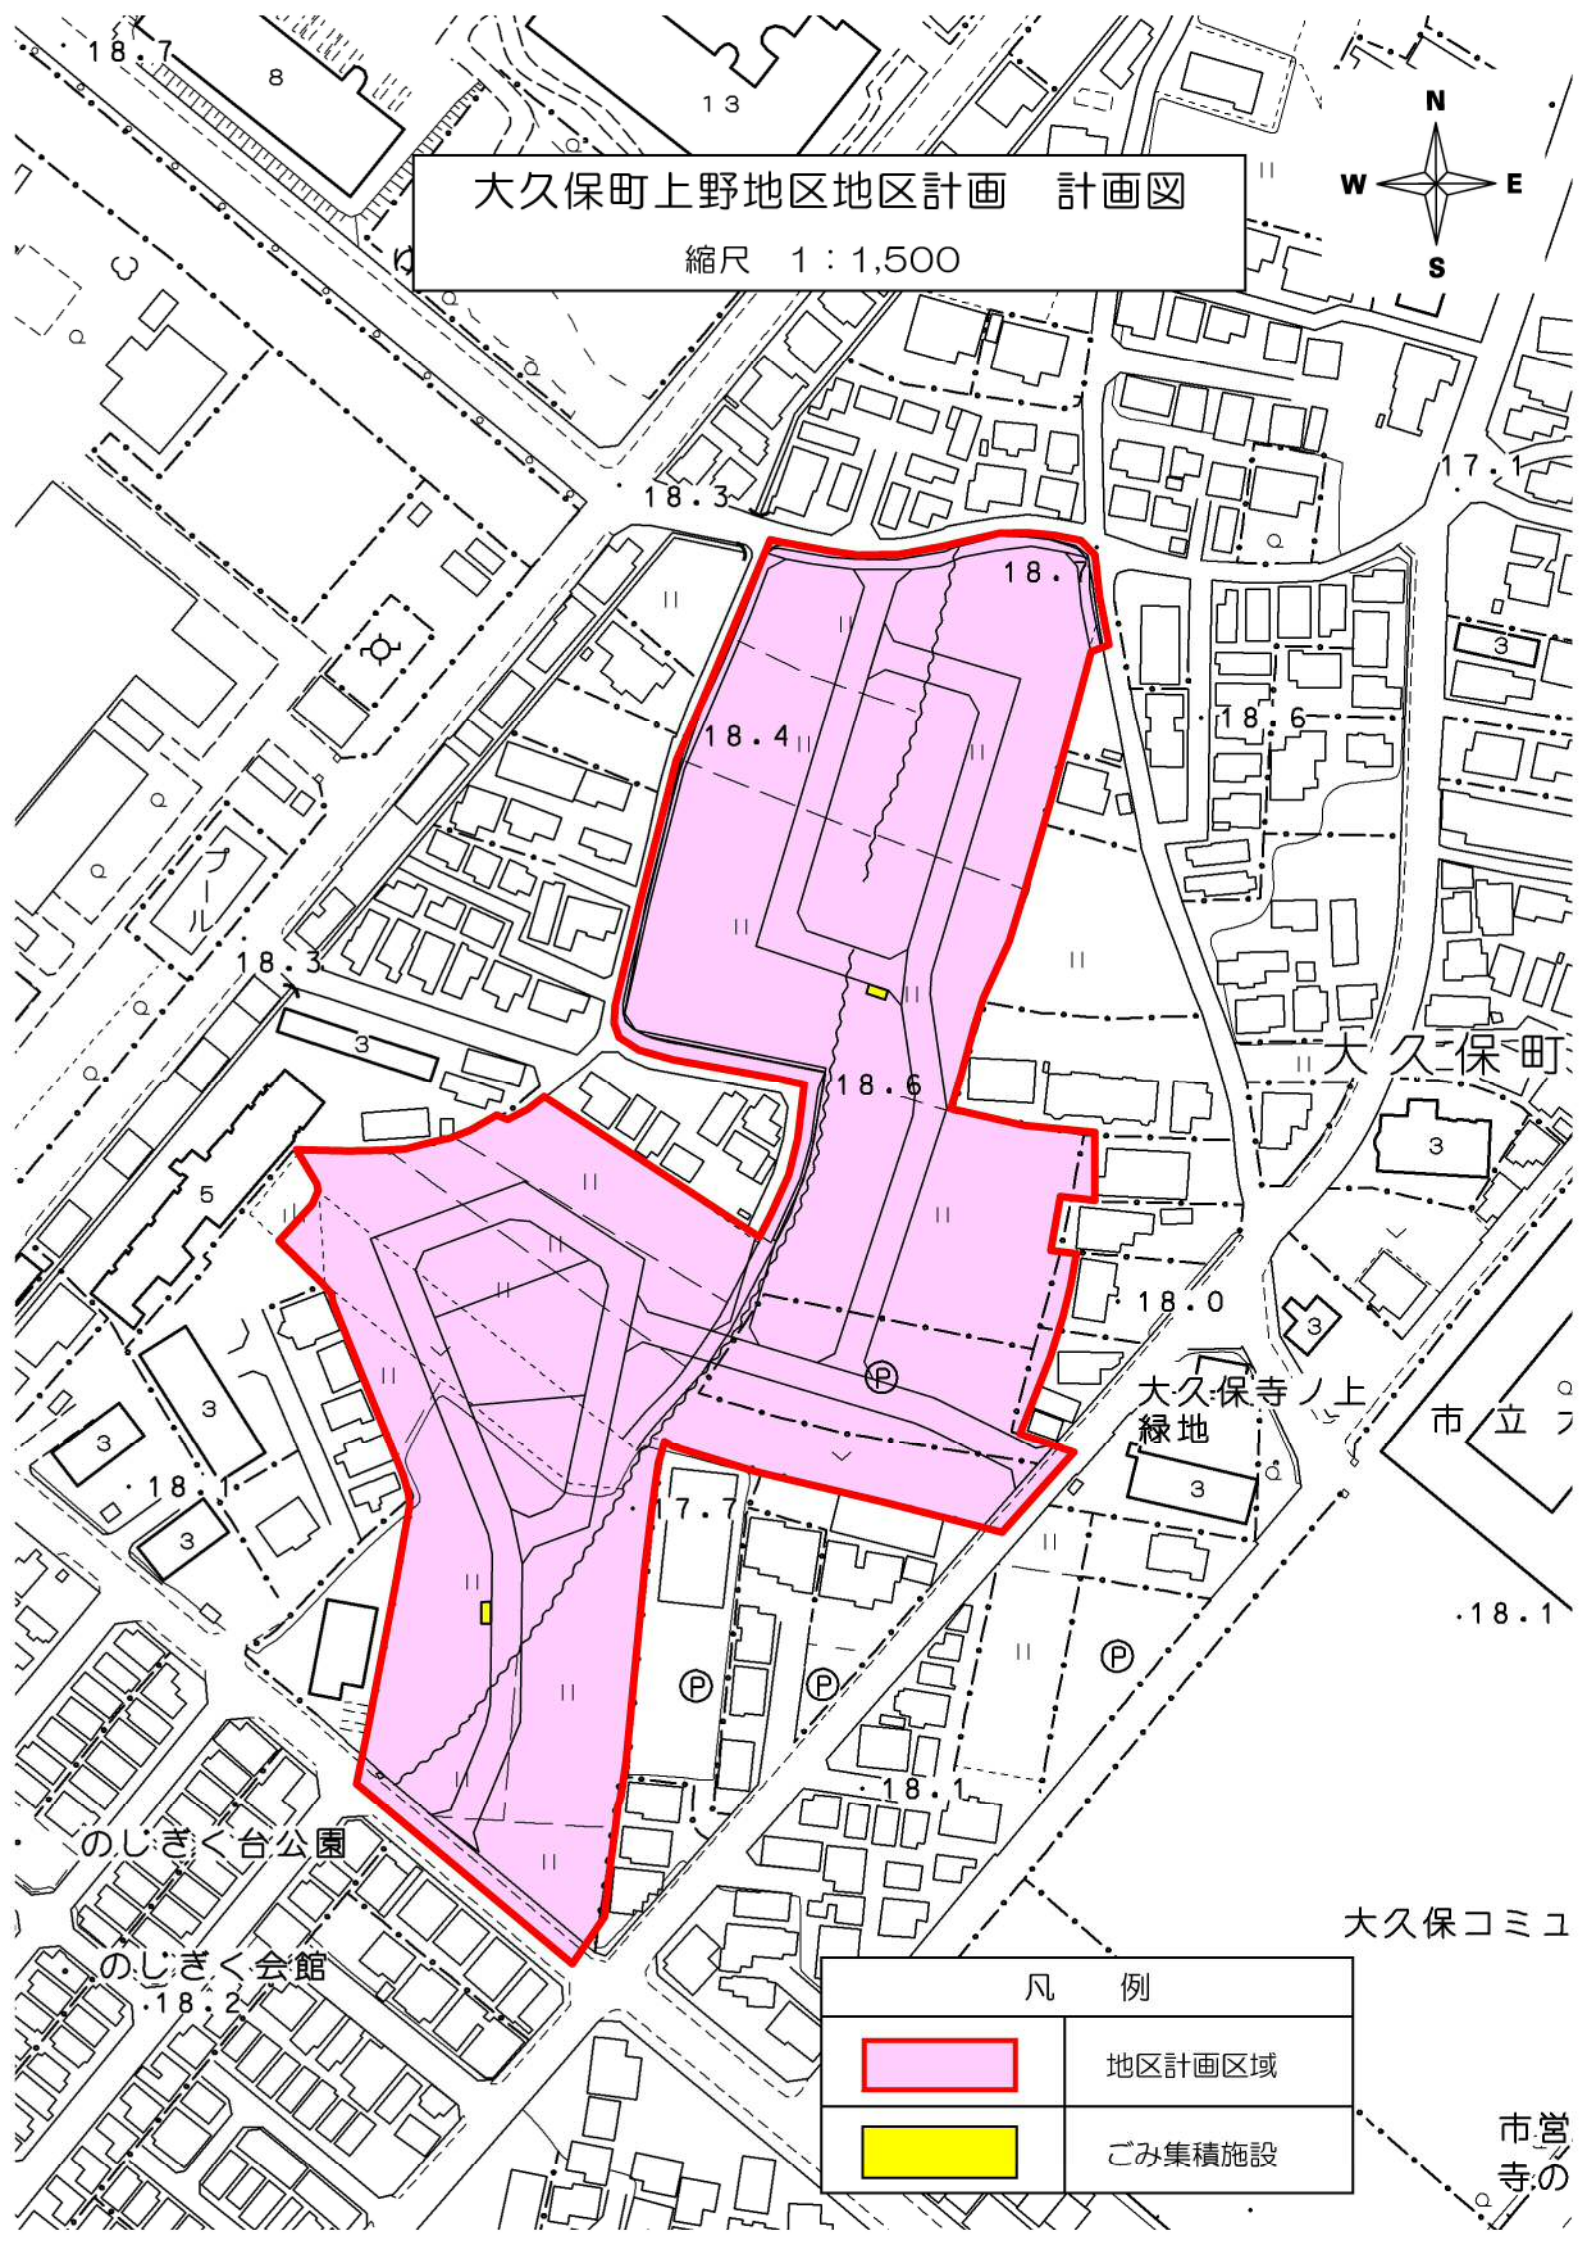 18.7
8
13
N
W
E
S
大久保町上野地区地区計画　計画図
縮尺　1：1,500
ゆ
18.3
17.1
18.7
3
18.6
18.4
プール
18.3
3
大久保町
18.6
3
5
18.0
3
大久保寺ノ上
緑地
P
市立
3
3
18.1
3
3
17.7
18.1
P
P
P
18.1
のしぎく台公園
のしぎく会館
18.2
大久保コミュ
凡　例
地区計画区域
ごみ集積施設
市営
寺の